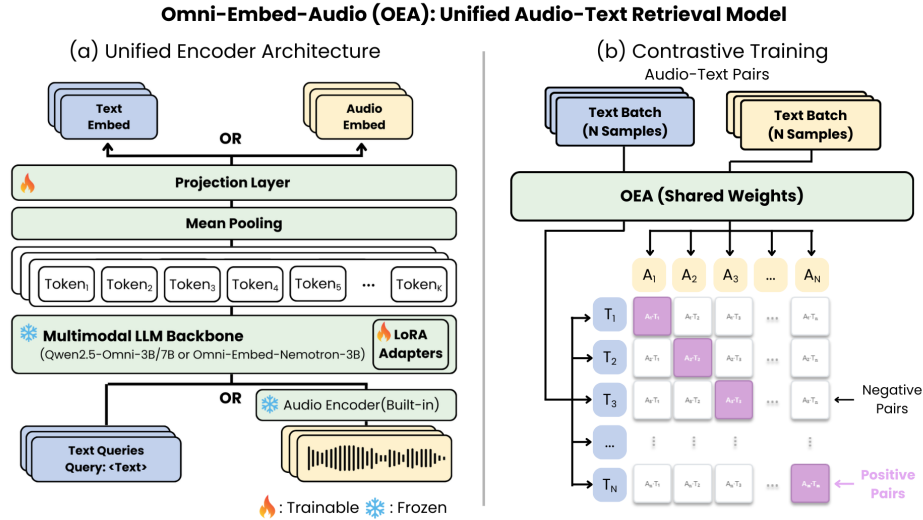 Omni-Embed-Audio (OEA): Unified Audio-Text Retrieval Model
(a) Unified Encoder Architecture
Text
Embed
Audio
Embed
OR
Projection Layer
Mean Pooling
Token₁ Token₂ Token₃ Token₄ Token₅ ... Tokenₖ
Multimodal LLM Backbone
(Qwen2.5-Omni-3B/7B or Omni-Embed-Nemotron-3B)
LoRA
Adapters
OR
Audio Encoder(Built-in)
Text Queries
Query: <Text>
: Trainable : Frozen
(b) Contrastive Training
Audio-Text Pairs
Text Batch
(N Samples)
Text Batch
(N Samples)
OEA (Shared Weights)
A₁ A₂ A₃ ... A_N
T₁
T₂
T₃
...
T_N
Negative
Pairs
Positive
Pairs